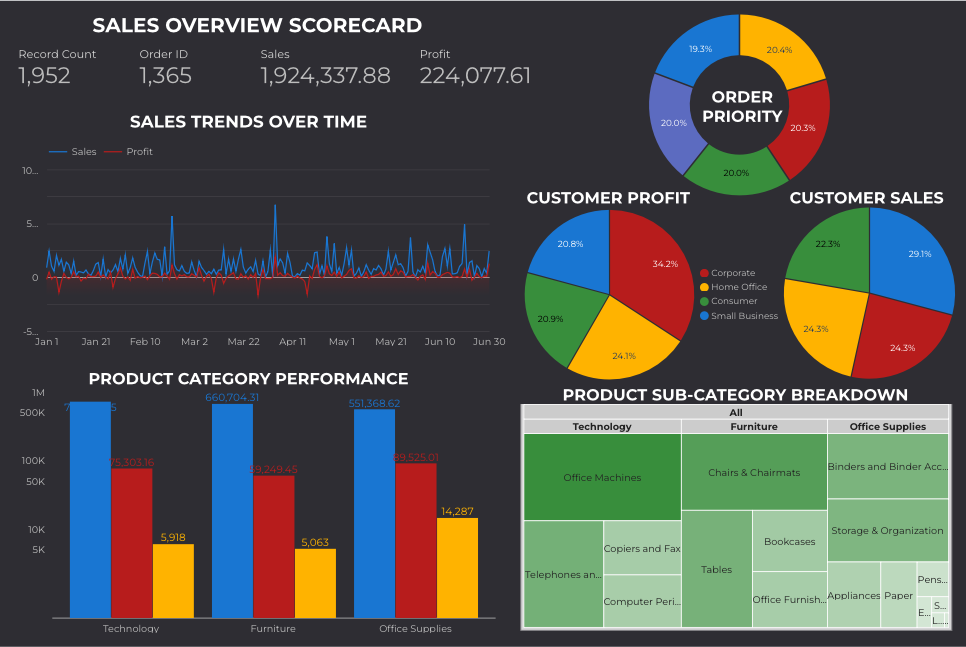 SALES OVERVIEW SCORECARD
Record Count
1,952
Order ID
1,365
Sales
1,924,337.88
Profit
224,077.61
SALES TRENDS OVER TIME
Sales
Profit
10...
5...
0
-5...
Jan 1
Jan 21
Feb 10
Mar 2
Mar 22
Apr 11
May 1
May 21
Jun 10
Jun 30
ORDER
PRIORITY
20.4%
20.3%
20.0%
20.0%
19.3%
CUSTOMER PROFIT
34.2%
24.1%
20.9%
20.8%
Corporate
Home Office
Consumer
Small Business
CUSTOMER SALES
29.1%
24.3%
24.3%
22.3%
PRODUCT CATEGORY PERFORMANCE
1M
500K
100K
50K
10K
5K
75,303.16
5,918
660,704.31
59,249.45
5,063
551,368.62
89,525.01
14,287
Technology
Furniture
Office Supplies
PRODUCT SUB-CATEGORY BREAKDOWN
All
Technology
Furniture
Office Supplies
Office Machines
Telephones an...
Copiers and Fax
Computer Peri...
Chairs & Chairmats
Tables
Bookcases
Office Furnish...
Binders and Binder Acc...
Storage & Organization
Appliances
Paper
Pens...
E...
S...
L...